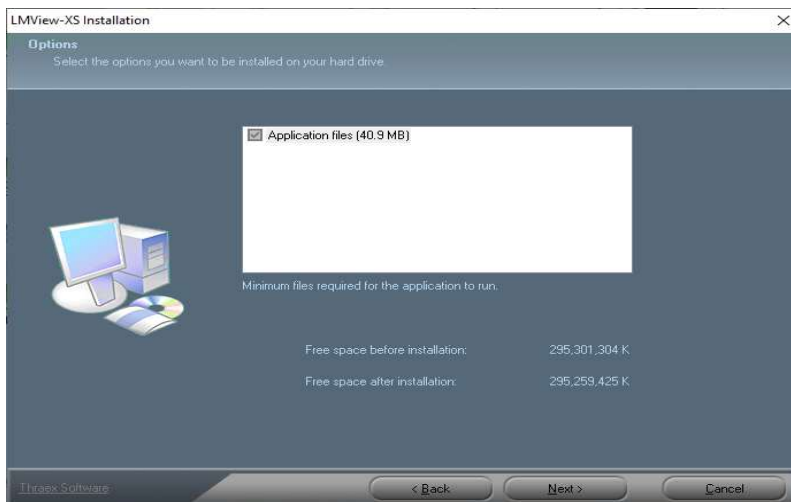 LMView-XS Installation
Options
Select the options you want to be installed on your hard drive.
Application files (40.9 MB)
Minimum files required for the application to run.
Free space before installation: 295,301,304 K
Free space after installation: 295,259,425 K
Thraex Software
< Back Next > Cancel